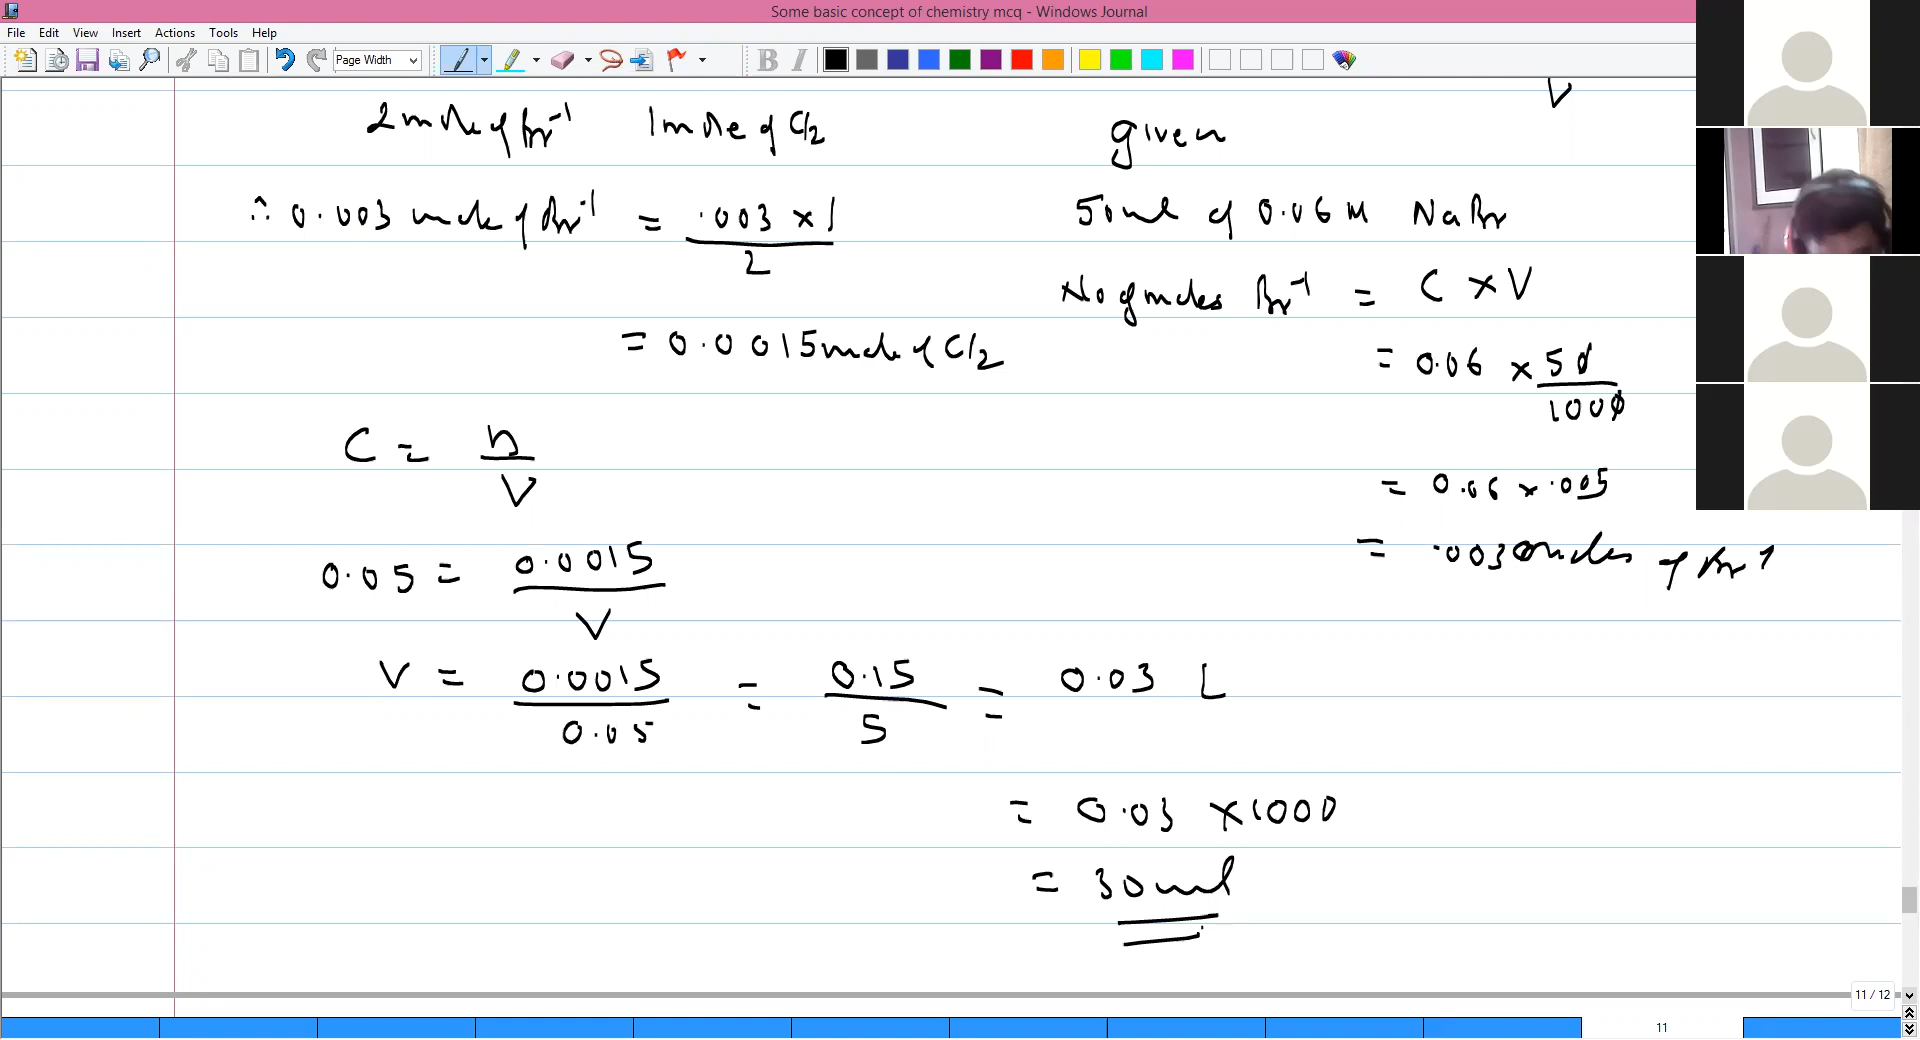 Some basic concept of chemistry mcq - Windows Journal
File Edit View Insert Actions Tools Help
Page Width
B I
V
2 mole of Br⁻¹ 1 mole of Cl2
∴ 0.003 mole of Br⁻¹ = .003 × 1
2
= 0.0015 mole of Cl2
C = n
V
0.05 = 0.0015
V
V = 0.0015 = 0.15 = 0.03 L
0.05 5
= 0.03 × 1000
= 30 ml
given
50 ml of 0.06 M NaBr
No of moles Br⁻¹ = C × V
= 0.06 × 50
1000
= 0.06 × .005
= .003 moles of Br⁻¹
11 / 12
11